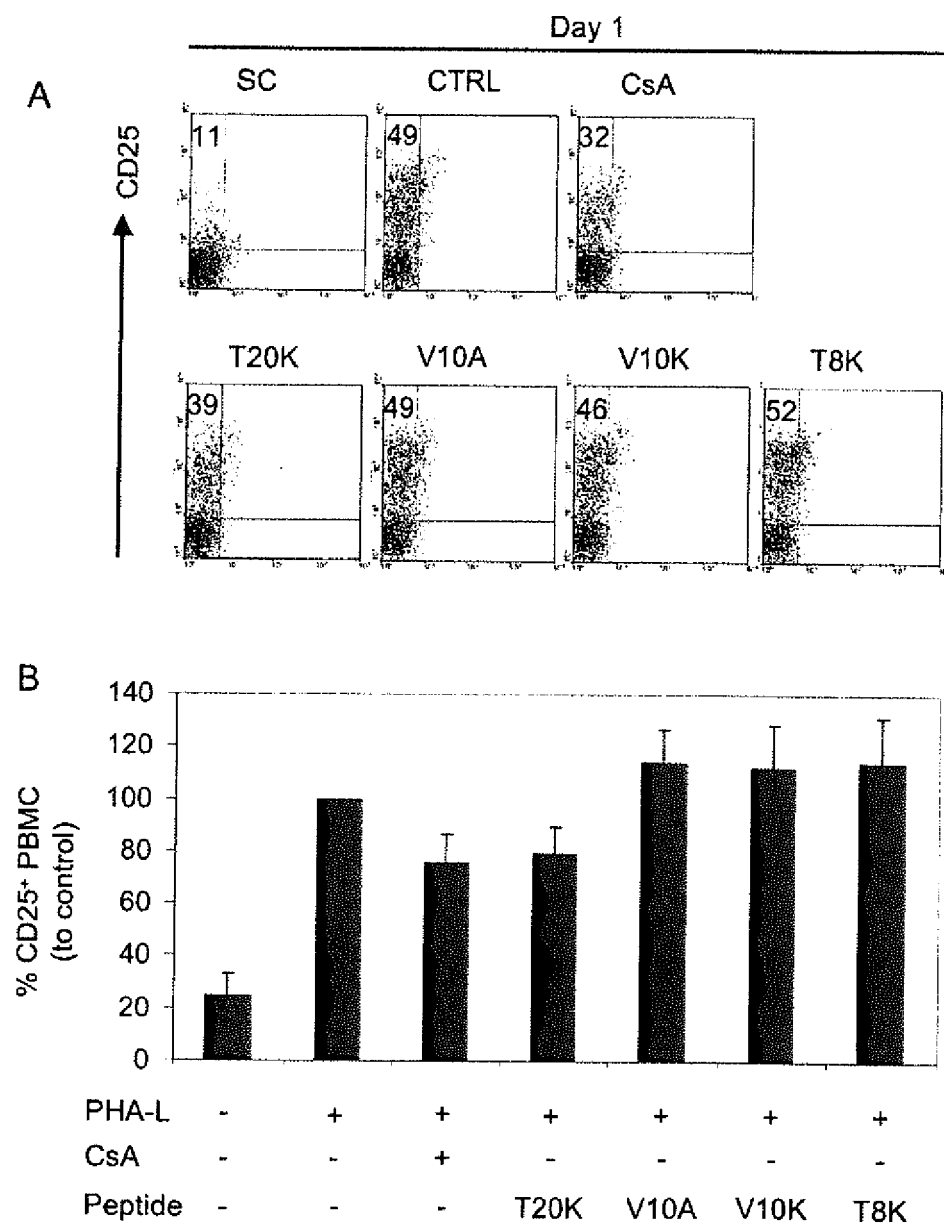 Day 1
A
SC CTRL CsA
CD25
11 49 32
T20K V10A V10K T8K
39 49 46 52
B
% CD25+ PBMC
(to control)
140
120
100
80
60
40
20
0
PHA-L - + + + + + +
CsA - - + - - - -
Peptide - - - T20K V10A V10K T8K